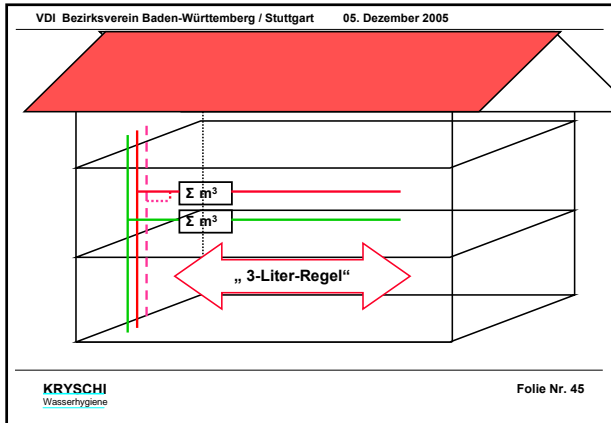 VDI Bezirksverein Baden-Württemberg / Stuttgart 05. Dezember 2005
Σ m³
Σ m³
„ 3-Liter-Regel“
KRYSCHI
Wasserhygiene
Folie Nr. 45